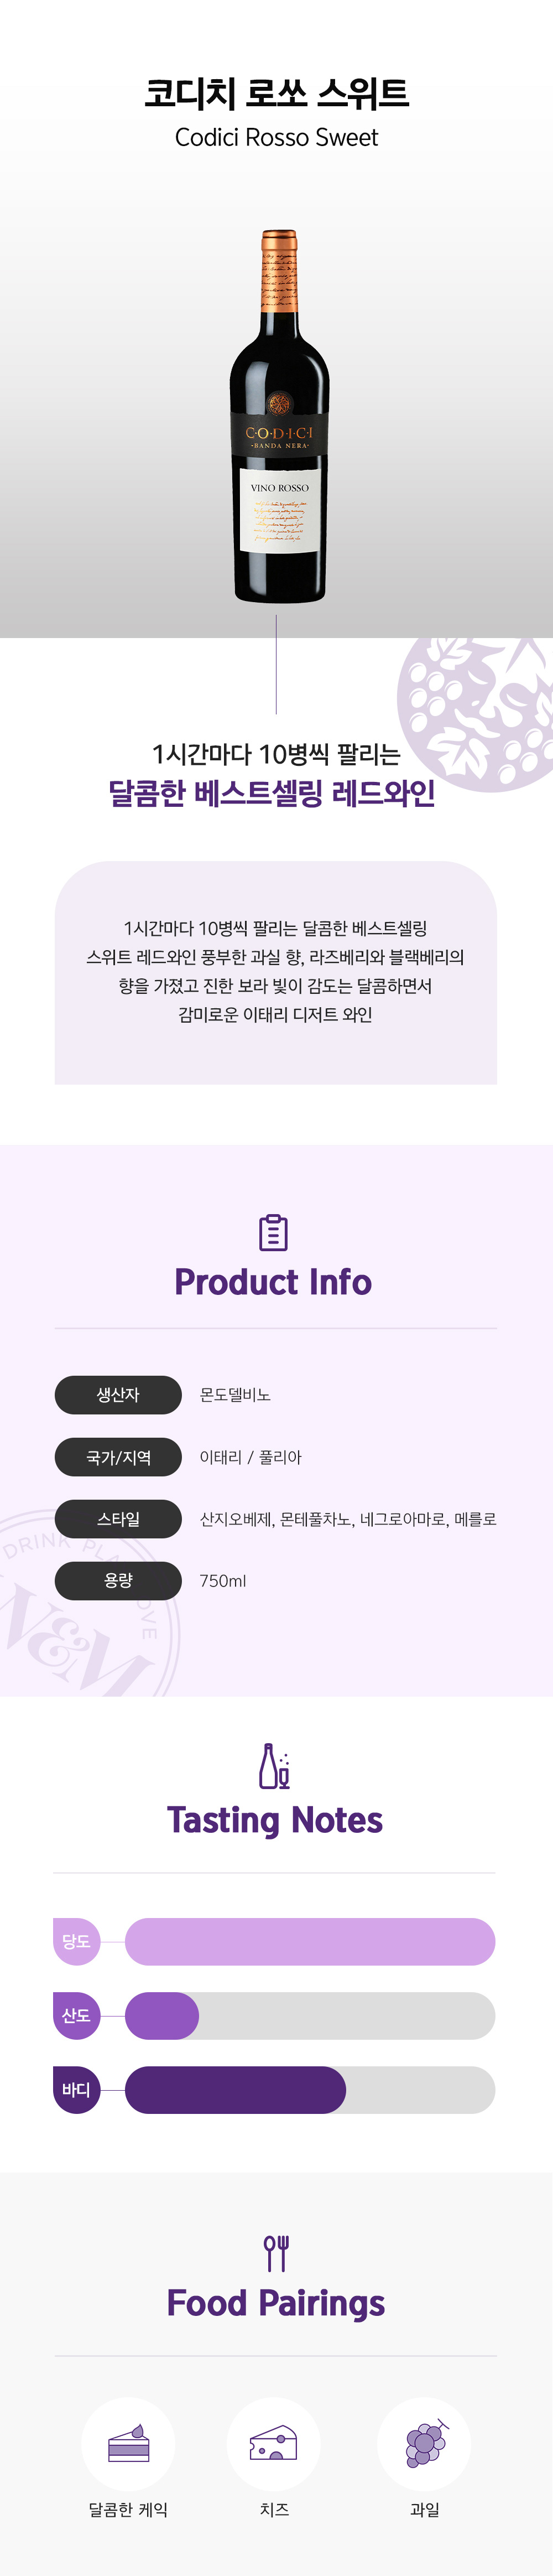 코디치 로쏘 스위트
Codici Rosso Sweet
C·O·D·I·C·I
·BANDA NERA·
VINO ROSSO
1시간마다 10병씩 팔리는
달콤한 베스트셀링 레드와인
1시간마다 10병씩 팔리는 달콤한 베스트셀링
스위트 레드와인 풍부한 과실 향, 라즈베리와 블랙베리의
향을 가졌고 진한 보라 빛이 감도는 달콤하면서
감미로운 이태리 디저트 와인
Product Info
생산자 몬도델비노
국가/지역 이태리 / 풀리아
스타일 산지오베제, 몬테풀차노, 네그로아마로, 메를로
용량 750ml
DRINK
W&M
Tasting Notes
당도
산도
바디
Food Pairings
달콤한 케익 치즈 과일